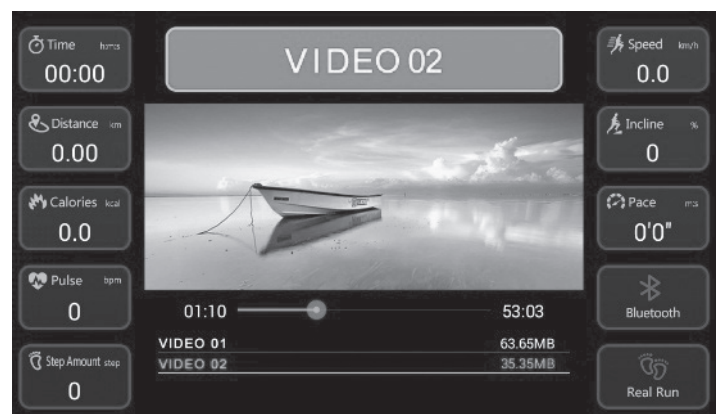 Time h:m:s
00:00
Distance km
0.00
Calories kcal
0.0
Pulse bpm
0
Step Amount step
0
VIDEO 02
01:10 53:03
VIDEO 01 63.65MB
VIDEO 02 35.35MB
Speed km/h
0.0
Incline %
0
Pace m:s
0'0"
Bluetooth
Real Run